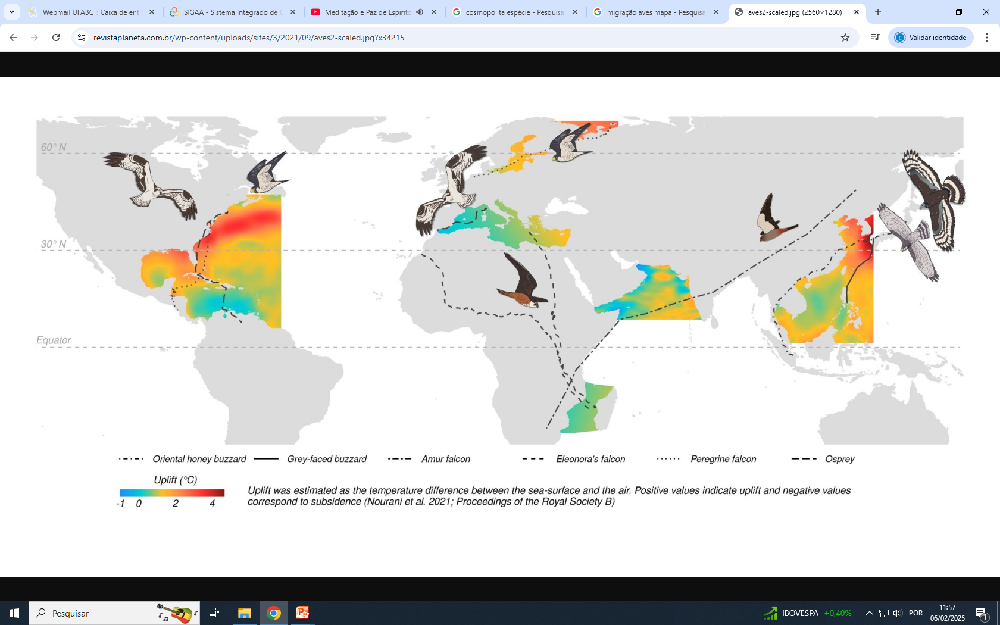 Webmail UFABC :: Caixa de entr
SIGAA - Sistema Integrado de G
Meditação e Paz de Espirito
cosmopolita espécie - Pesquisa
migração aves mapa - Pesquisa
aves2-scaled.jpg (2560×1280)
revistaplaneta.com.br/wp-content/uploads/sites/3/2021/09/aves2-scaled.jpg?x34215
E
Validar identidade
60° N
30° N
Equator
Oriental honey buzzard
Grey-faced buzzard
Amur falcon
Eleonora's falcon
Peregrine falcon
Osprey
Uplift (°C)
-1 0 2 4
Uplift was estimated as the temperature difference between the sea-surface and the air. Positive values indicate uplift and negative values
correspond to subsidence (Nourani et al. 2021; Proceedings of the Royal Society B)
Pesquisar
IBOVESPA +0,40%
POR
11:57
06/02/2025
1